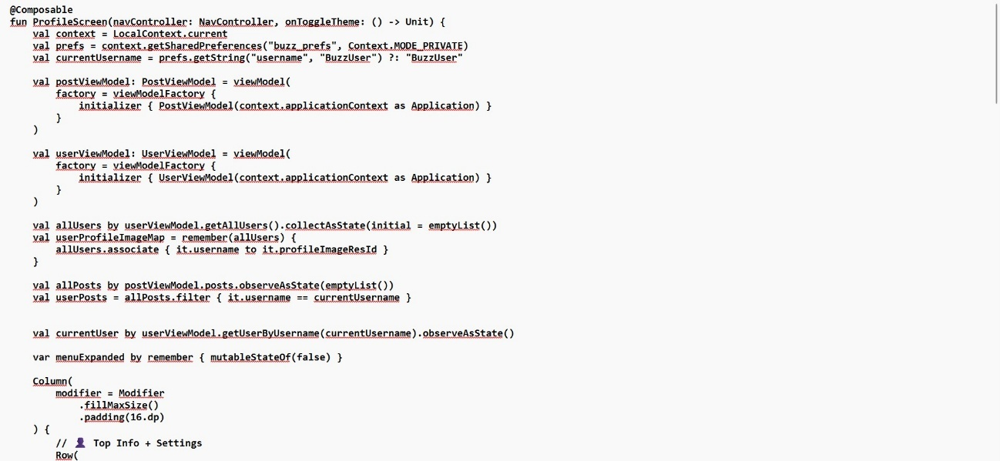 @Composable
fun ProfileScreen(navController: NavController, onToggleTheme: () -> Unit) {
    val context = LocalContext.current
    val prefs = context.getSharedPreferences("buzz_prefs", Context.MODE_PRIVATE)
    val currentUsername = prefs.getString("username", "BuzzUser") ?: "BuzzUser"

    val postViewModel: PostViewModel = viewModel(
        factory = viewModelFactory {
            initializer { PostViewModel(context.applicationContext as Application) }
        }
    )

    val userViewModel: UserViewModel = viewModel(
        factory = viewModelFactory {
            initializer { UserViewModel(context.applicationContext as Application) }
        }
    )

    val allUsers by userViewModel.getAllUsers().collectAsState(initial = emptyList())
    val userProfileImageMap = remember(allUsers) {
        allUsers.associate { it.username to it.profileImageResId }
    }

    val allPosts by postViewModel.posts.observeAsState(emptyList())
    val userPosts = allPosts.filter { it.username == currentUsername }


    val currentUser by userViewModel.getUserByUsername(currentUsername).observeAsState()

    var menuExpanded by remember { mutableStateOf(false) }

    Column(
        modifier = Modifier
            .fillMaxSize()
            .padding(16.dp)
    ) {
        // 👤 Top Info + Settings
        Row(